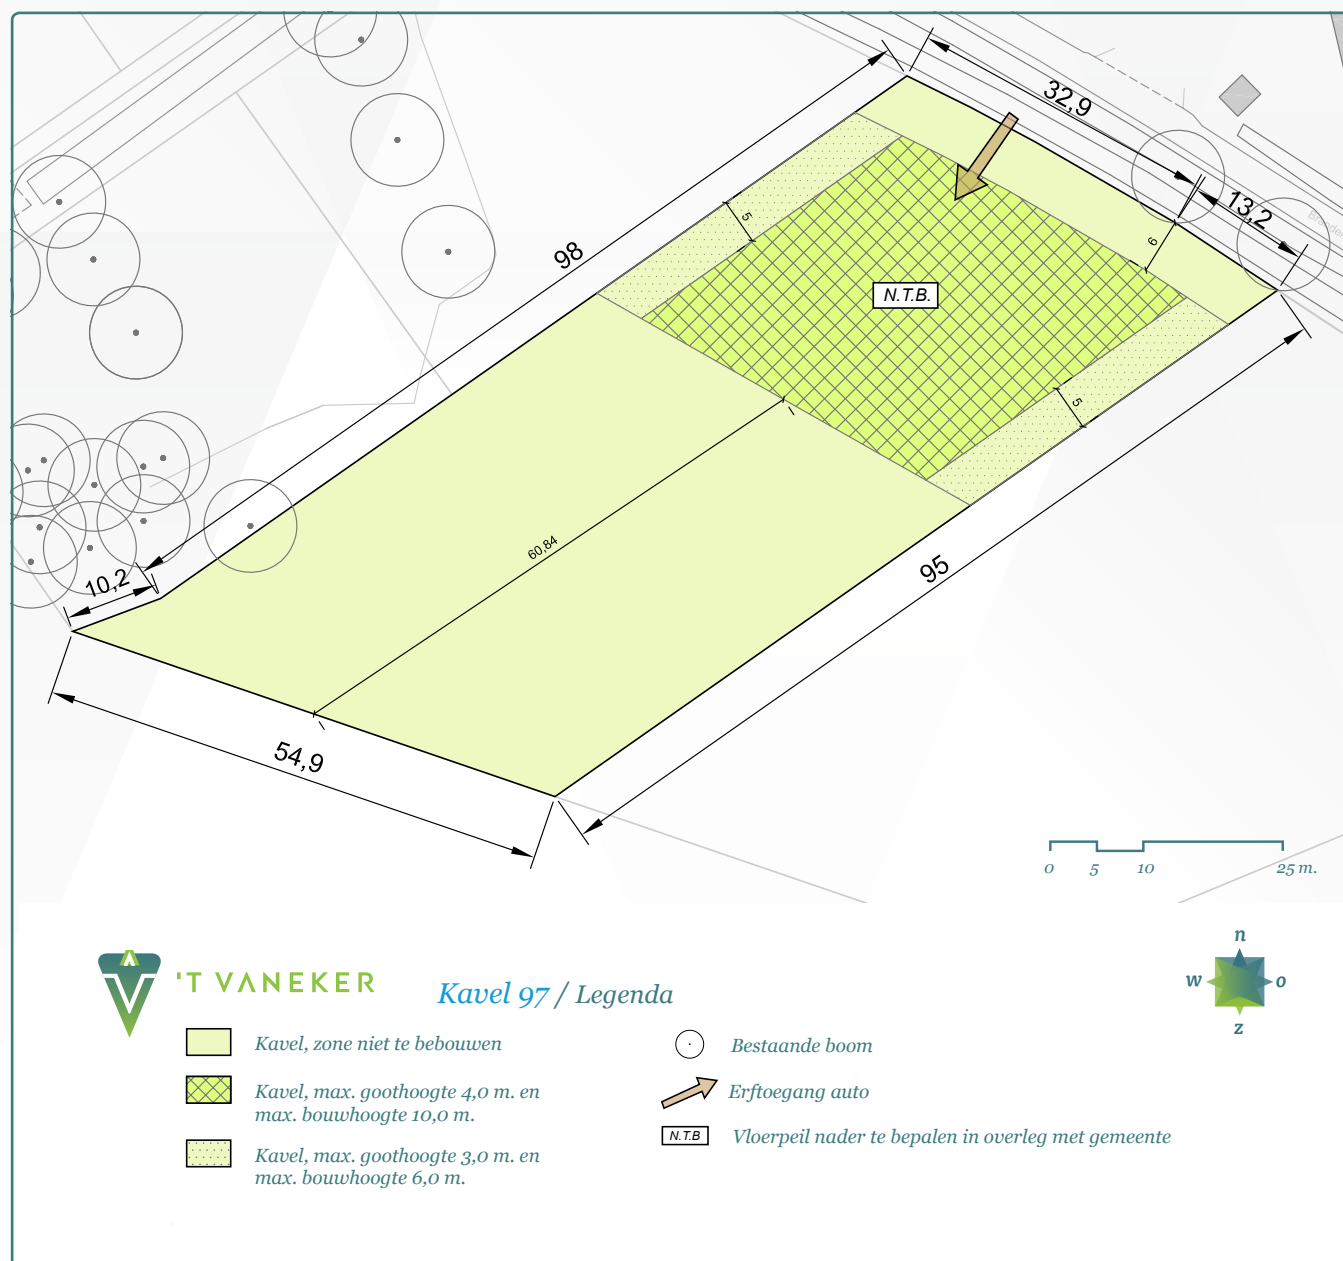 32,9
13,2
98
5
6
N.T.B.
5
95
60,84
10,2
54,9
0 5 10 25 m.
'T VANEKER
Kavel 97 / Legenda
Kavel, zone niet te bebouwen
Kavel, max. goothoogte 4,0 m. en
max. bouwhoogte 10,0 m.
Kavel, max. goothoogte 3,0 m. en
max. bouwhoogte 6,0 m.
Bestaande boom
Erftoegang auto
N.T.B
Vloerpeil nader te bepalen in overleg met gemeente
n
w o
z